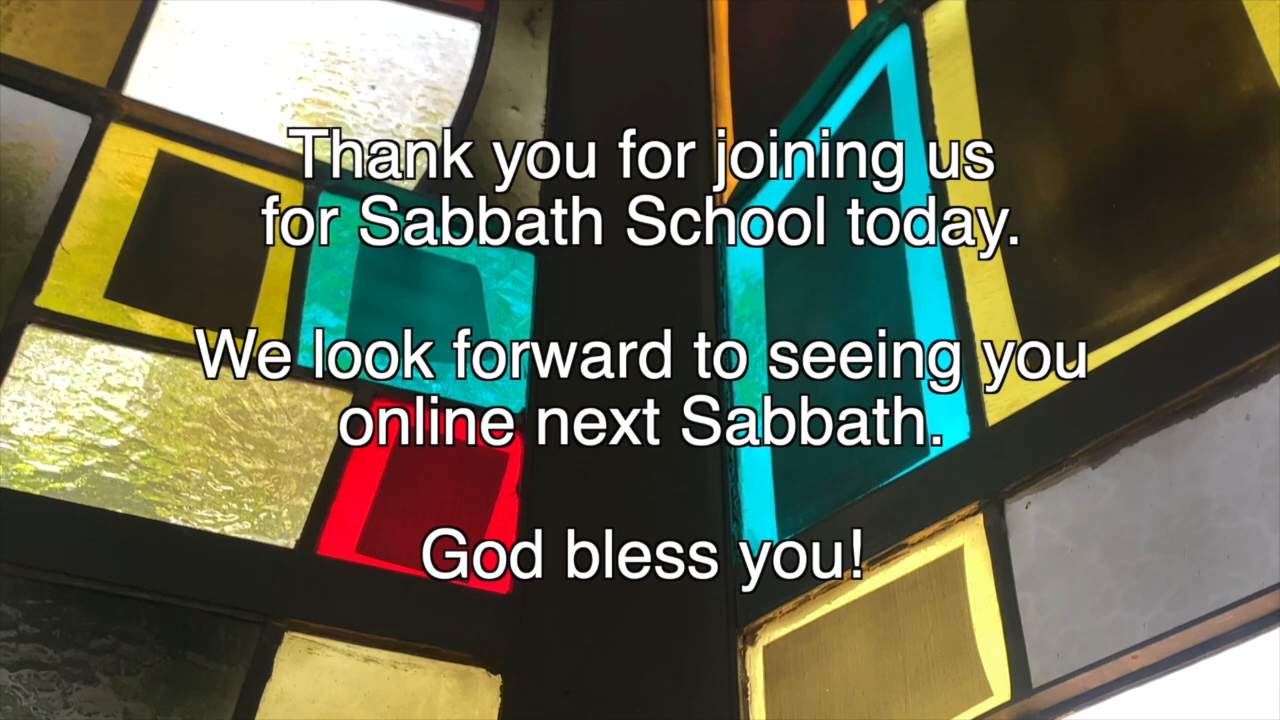 Thank you for joining us
for Sabbath School today.
We look forward to seeing you
online next Sabbath.
God bless you!